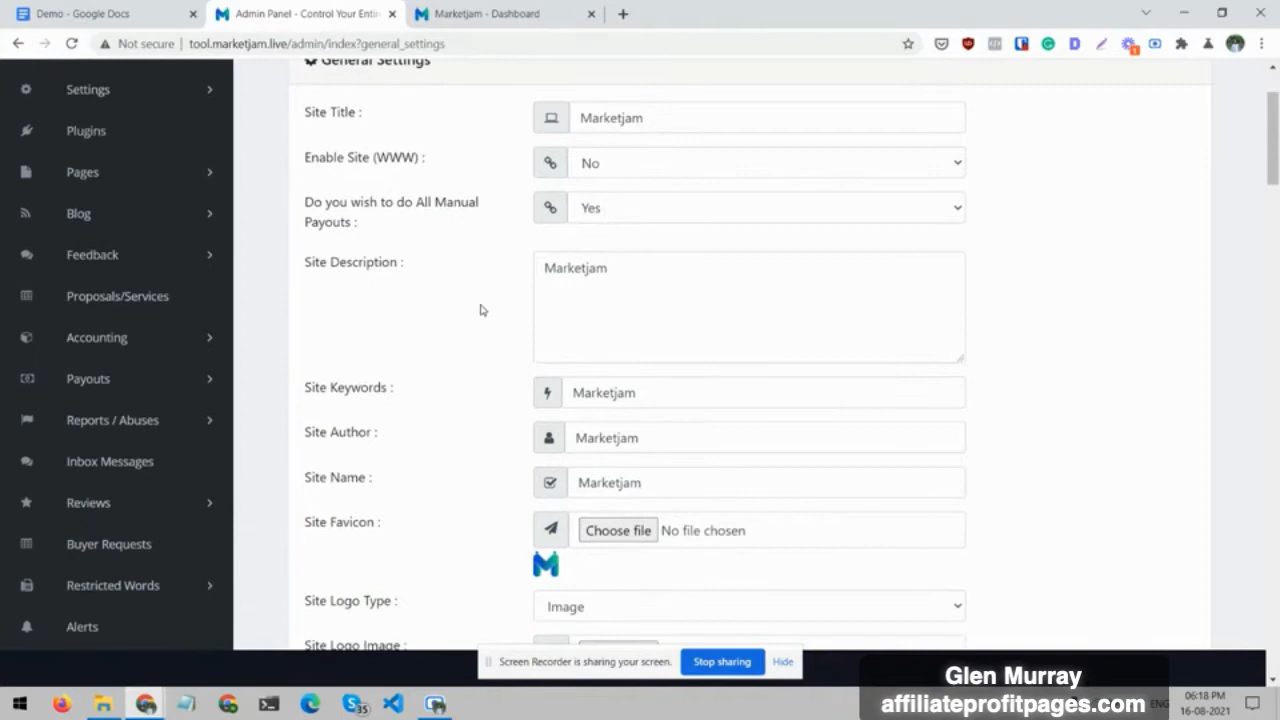 Demo - Google Docs
Admin Panel - Control Your Entir
Marketjam - Dashboard
Not secure
tool.marketjam.live/admin/index?general_settings
General Settings
Settings
Plugins
Pages
Blog
Feedback
Proposals/Services
Accounting
Payouts
Reports / Abuses
Inbox Messages
Reviews
Buyer Requests
Restricted Words
Alerts
Site Title :
Marketjam
Enable Site (WWW) :
No
Do you wish to do All Manual
Payouts :
Yes
Site Description :
Marketjam
Site Keywords :
Marketjam
Site Author :
Marketjam
Site Name :
Marketjam
Site Favicon :
Choose file No file chosen
Site Logo Type :
Image
Site Logo Image :
Screen Recorder is sharing your screen.
Stop sharing
Hide
Glen Murray
affiliateprofitpages.com
35
ENG
06:18 PM
16-08-2021